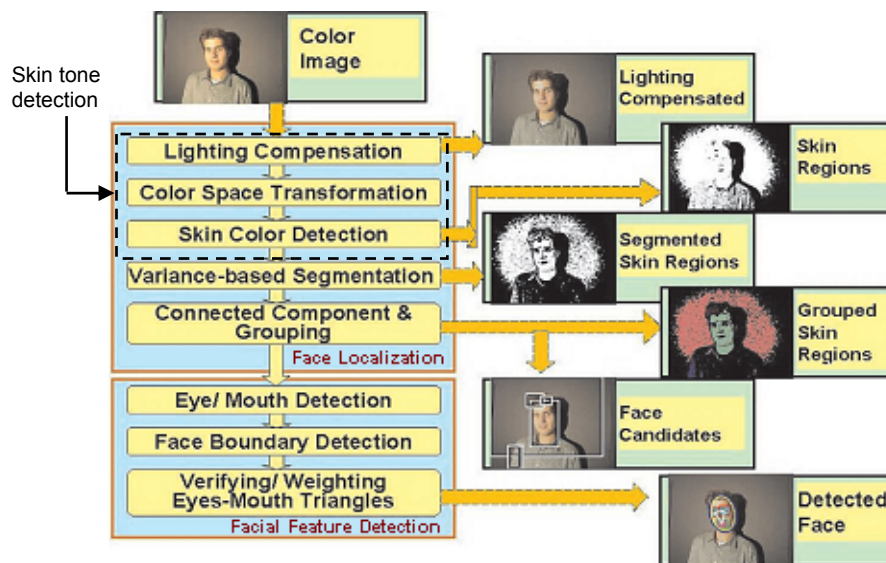 Color
Image
Skin tone
detection
Lighting
Compensated
Lighting Compensation
Skin
Regions
Color Space Transformation
Skin Color Detection
Segmented
Skin Regions
Variance-based Segmentation
Connected Component &
Grouping
Grouped
Skin
Regions
Face Localization
Eye/ Mouth Detection
Face
Candidates
Face Boundary Detection
Verifying/ Weighting
Eyes-Mouth Triangles
Facial Feature Detection
Detected
Face